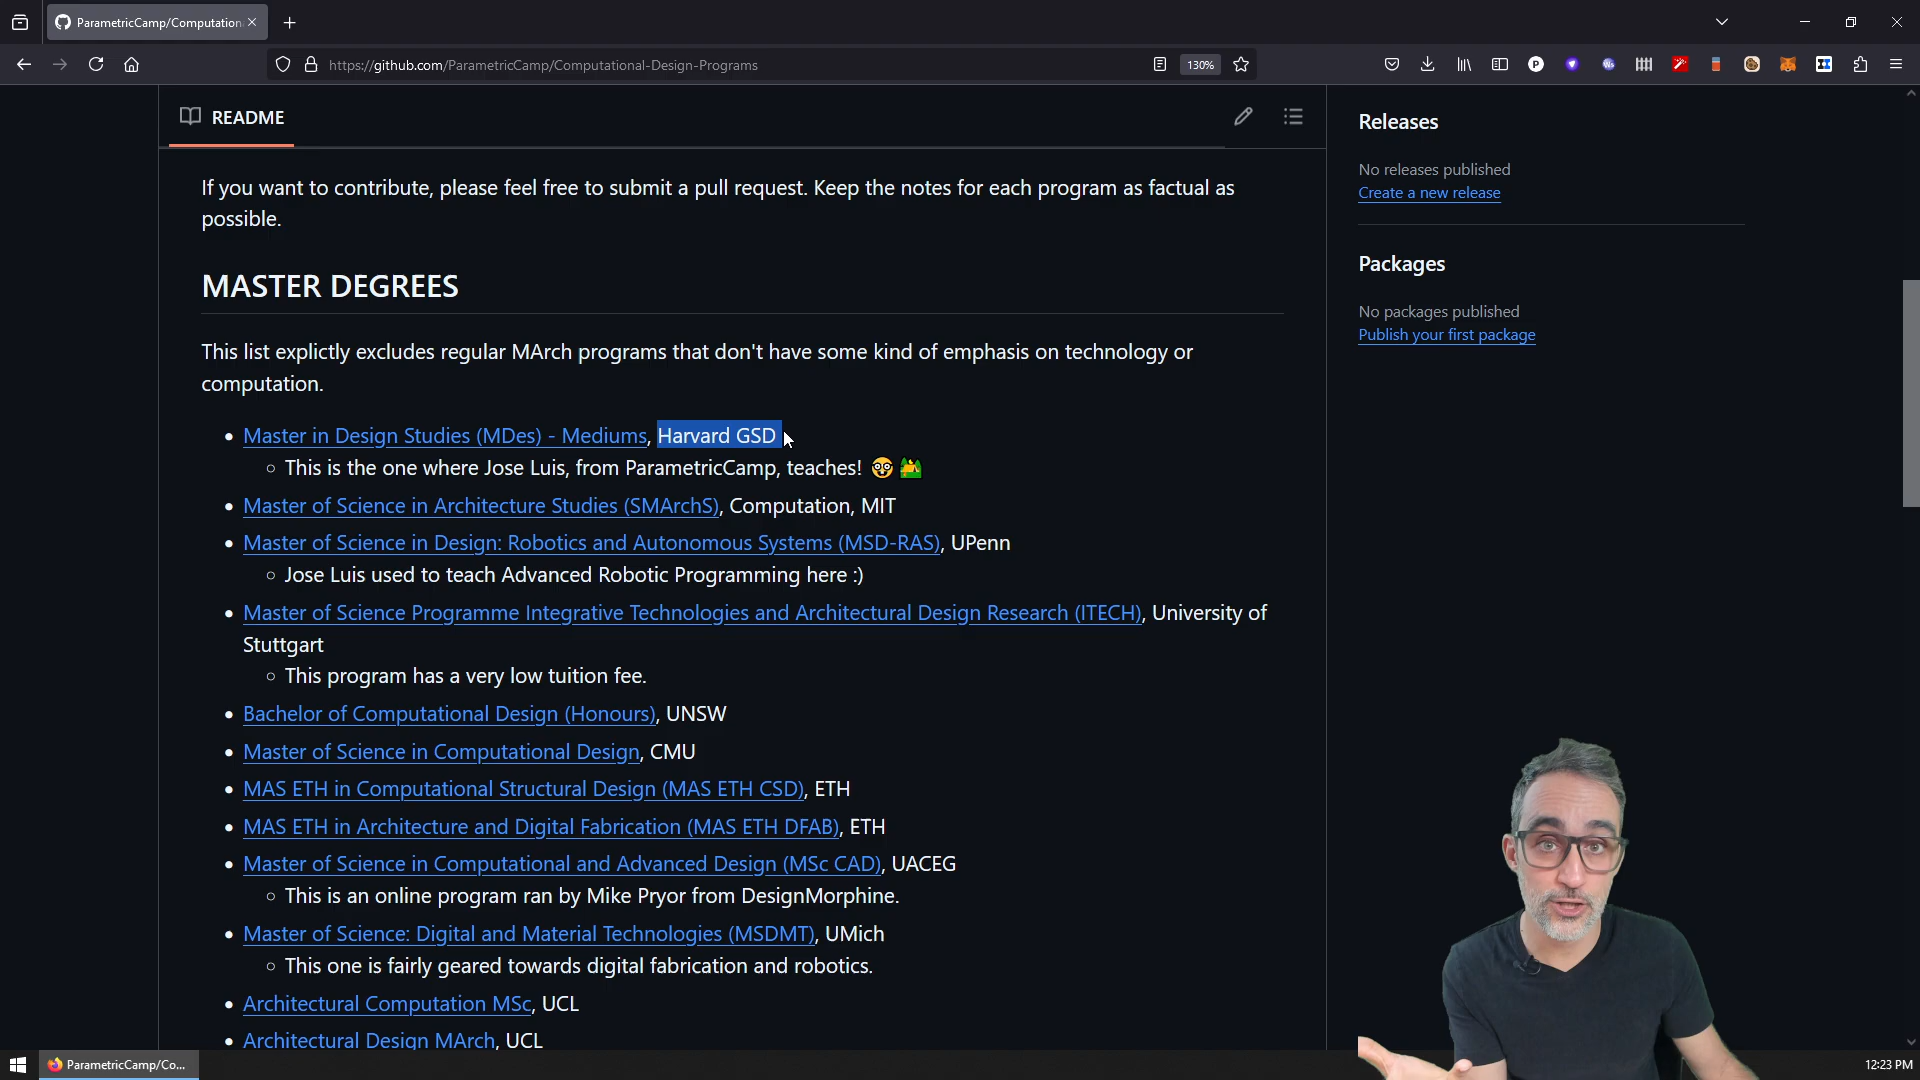 ParametricCamp/Computation
https://github.com/ParametricCamp/Computational-Design-Programs
130%
README
If you want to contribute, please feel free to submit a pull request. Keep the notes for each program as factual as
possible.
MASTER DEGREES
This list explictly excludes regular MArch programs that don't have some kind of emphasis on technology or
computation.
Master in Design Studies (MDes) - Mediums, Harvard GSD
This is the one where Jose Luis, from ParametricCamp, teaches! 🤓 🏕️
Master of Science in Architecture Studies (SMArchS), Computation, MIT
Master of Science in Design: Robotics and Autonomous Systems (MSD-RAS), UPenn
Jose Luis used to teach Advanced Robotic Programming here :)
Master of Science Programme Integrative Technologies and Architectural Design Research (ITECH), University of
Stuttgart
This program has a very low tuition fee.
Bachelor of Computational Design (Honours), UNSW
Master of Science in Computational Design, CMU
MAS ETH in Computational Structural Design (MAS ETH CSD), ETH
MAS ETH in Architecture and Digital Fabrication (MAS ETH DFAB), ETH
Master of Science in Computational and Advanced Design (MSc CAD), UACEG
This is an online program ran by Mike Pryor from DesignMorphine.
Master of Science: Digital and Material Technologies (MSDMT), UMich
This one is fairly geared towards digital fabrication and robotics.
Architectural Computation MSc, UCL
Architectural Design MArch, UCL
Releases
No releases published
Create a new release
Packages
No packages published
Publish your first package
ParametricCamp/Co...
12:23 PM